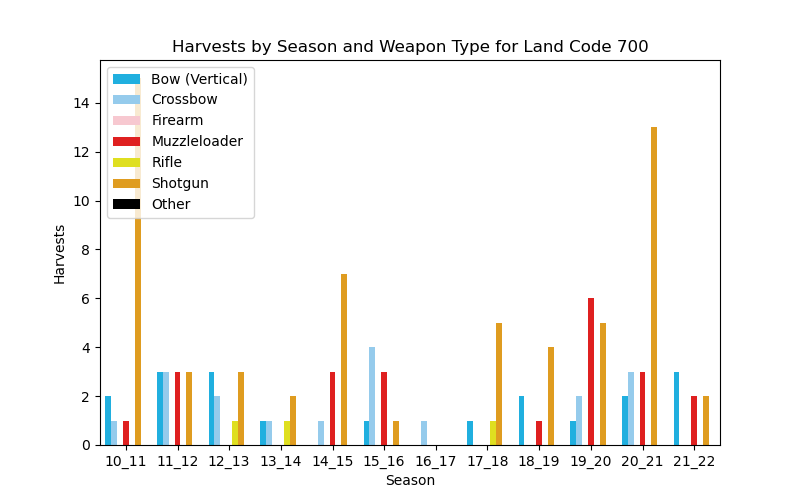 Harvests by Season and Weapon Type for Land Code 700
Bow (Vertical)
Crossbow
Firearm
Muzzleloader
Rifle
Shotgun
Other
Harvests
14
12
10
8
6
4
2
0
10_11 11_12 12_13 13_14 14_15 15_16 16_17 17_18 18_19 19_20 20_21 21_22
Season